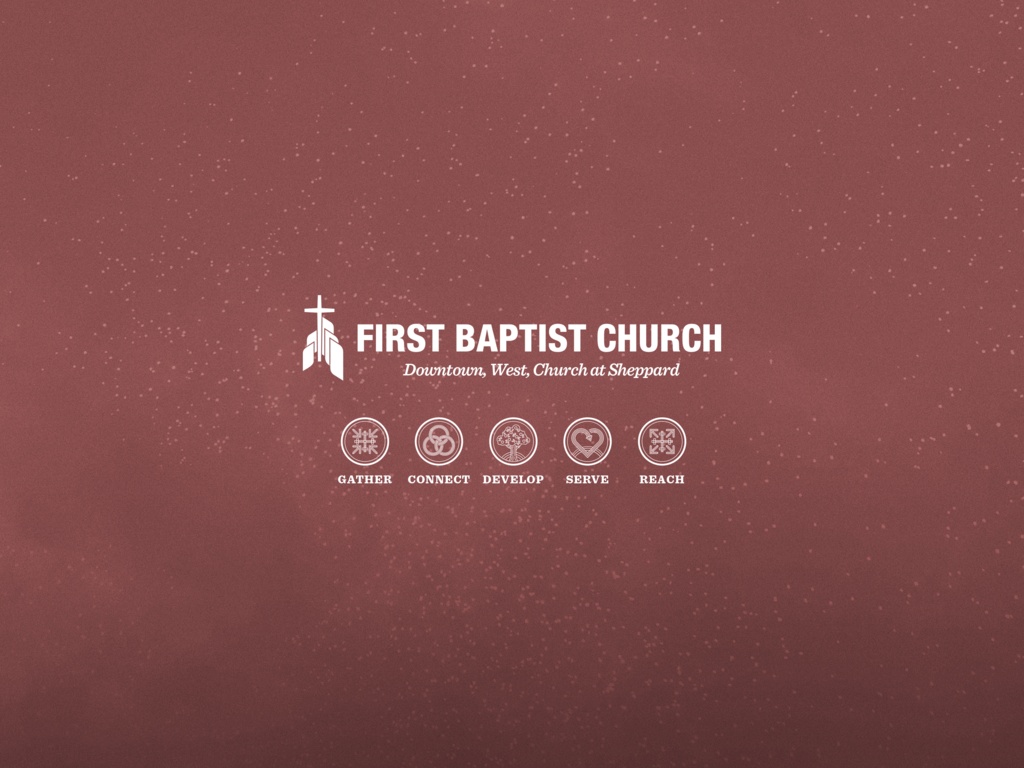 FIRST BAPTIST CHURCH
Downtown, West, Church at Sheppard
GATHER CONNECT DEVELOP SERVE REACH